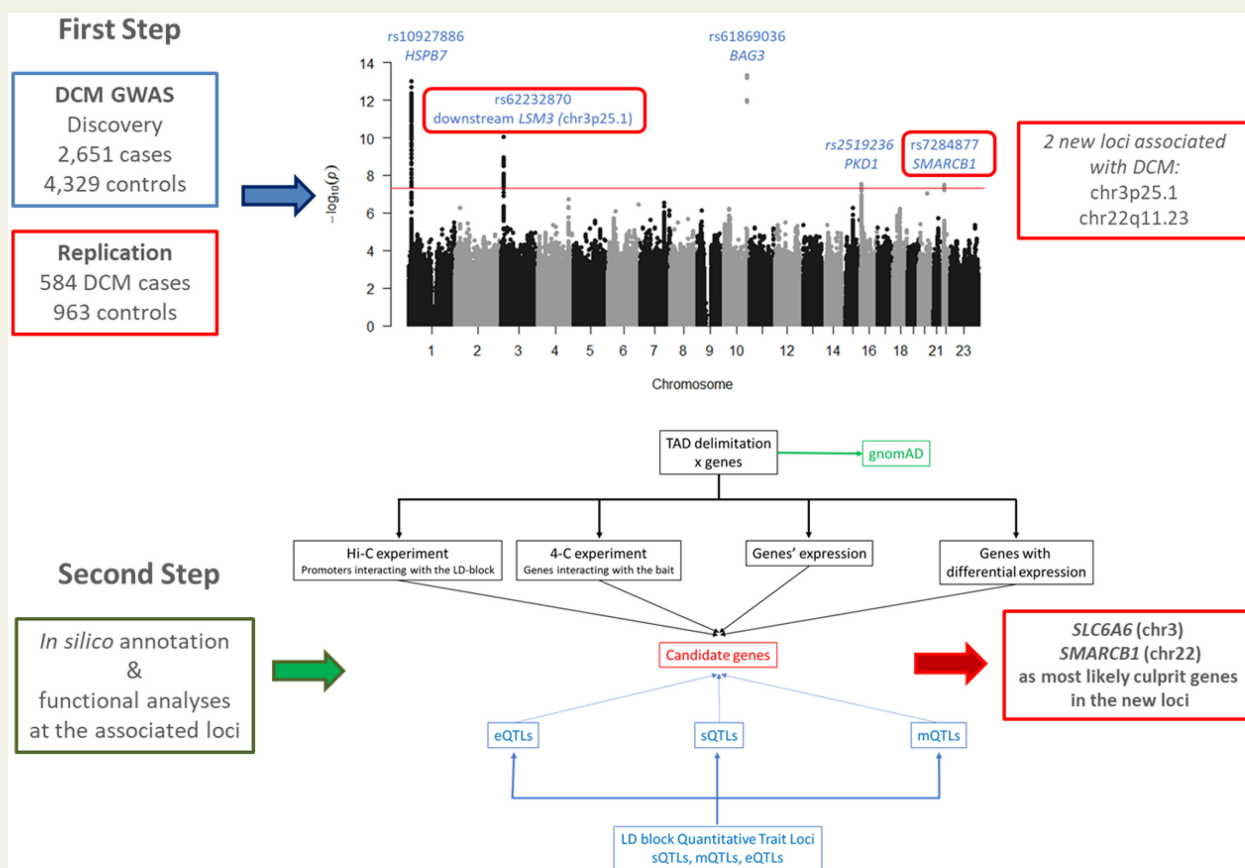 First Step
DCM GWAS
Discovery
2,651 cases
4,329 controls
Replication
584 DCM cases
963 controls
rs10927886
HSPB7
rs62232870
downstream LSM3 (chr3p25.1)
rs61869036
BAG3
rs2519236
PKD1
rs7284877
SMARCB1
−log10(p)
14
12
10
8
6
4
2
0
1 2 3 4 5 6 7 8 9 10 12 14 16 18 21 23
Chromosome
2 new loci associated
with DCM:
chr3p25.1
chr22q11.23
Second Step
In silico annotation
&
functional analyses
at the associated loci
TAD delimitation
x genes
gnomAD
Hi-C experiment
Promoters interacting with the LD-block
4-C experiment
Genes interacting with the bait
Genes' expression
Genes with
differential expression
Candidate genes
eQTLs
sQTLs
mQTLs
LD block Quantitative Trait Loci
sQTLs, mQTLs, eQTLs
SLC6A6 (chr3)
SMARCB1 (chr22)
as most likely culprit genes
in the new loci